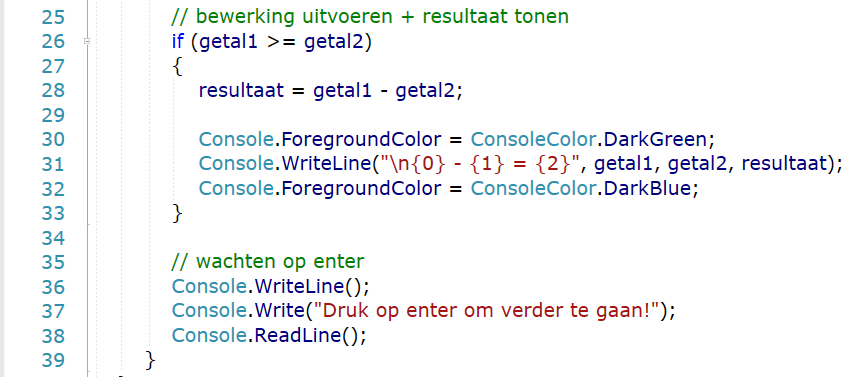 25 // bewerking uitvoeren + resultaat tonen
26 if (getal1 >= getal2)
27 {
28 resultaat = getal1 - getal2;
29
30 Console.ForegroundColor = ConsoleColor.DarkGreen;
31 Console.WriteLine("\n{0} - {1} = {2}", getal1, getal2, resultaat);
32 Console.ForegroundColor = ConsoleColor.DarkBlue;
33 }
34
35 // wachten op enter
36 Console.WriteLine();
37 Console.Write("Druk op enter om verder te gaan!");
38 Console.ReadLine();
39 }